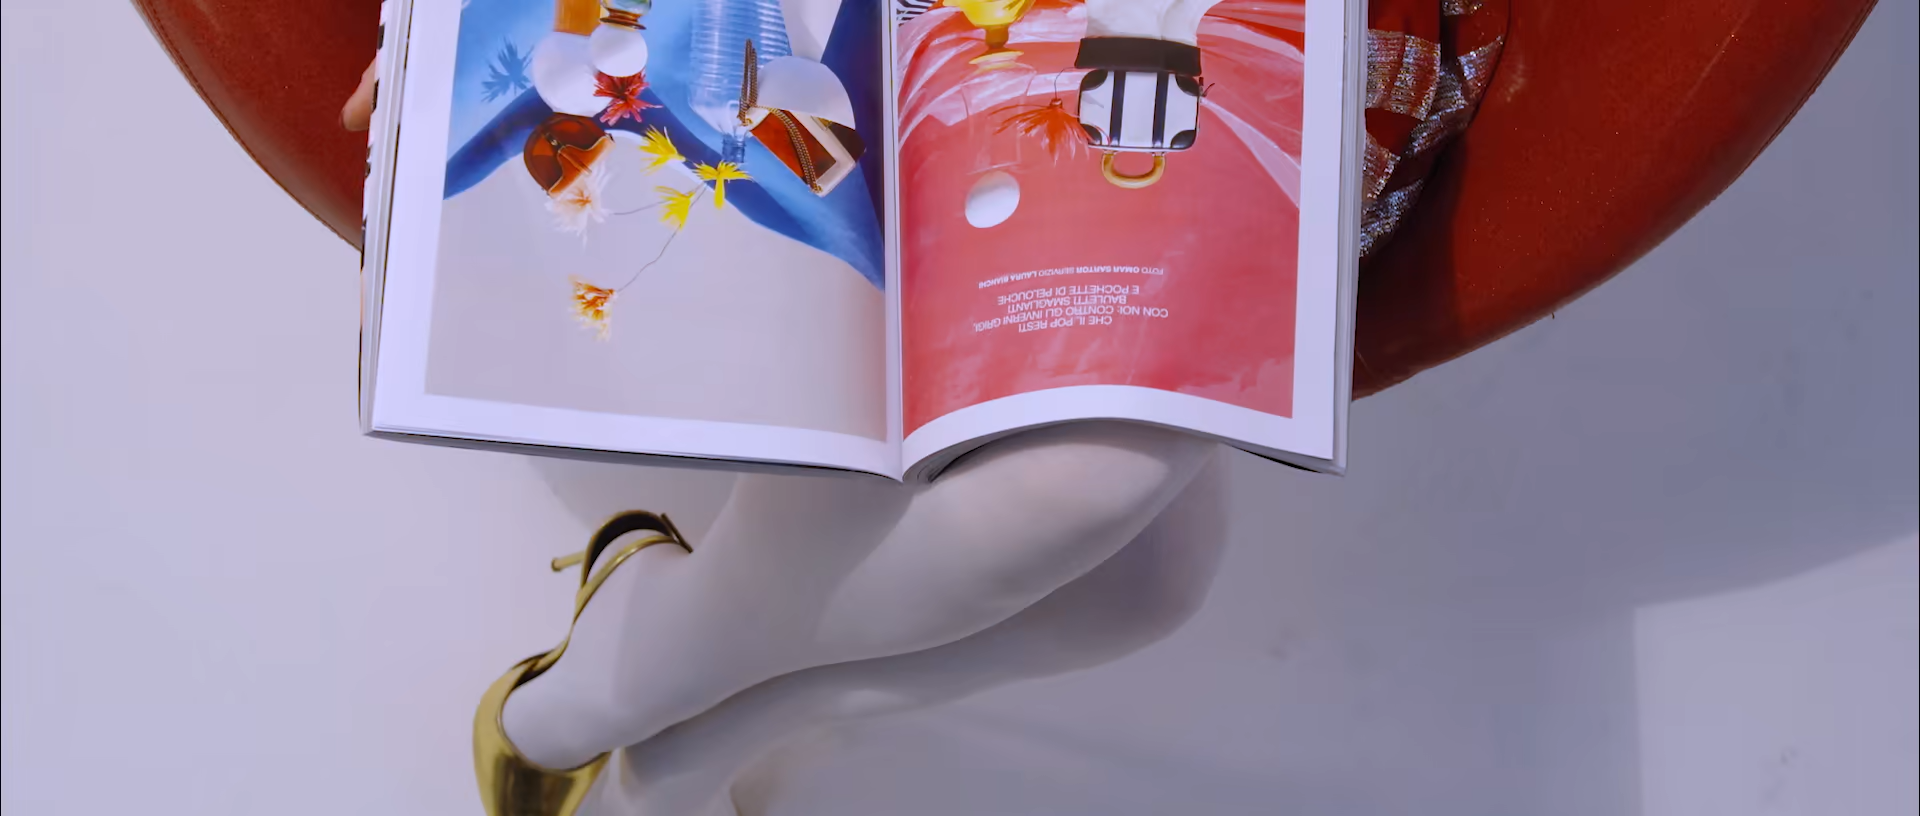 CHE IL POP RESTI
CON NOI: CONTRO GLI INVERNI GRIGI,
BAULETTI SMAGLIANTI
E POCHETTE DI PELOUCHE
FOTO OMAR SARTOR SERVIZIO LAURA BIANCHI